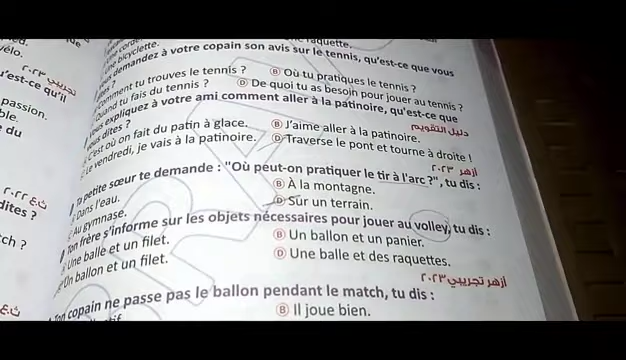 vélo.
raquette.
une bicyclette.
demandez à votre copain son avis sur le tennis, qu'est-ce que vous
٢٠٢٣
'est-ce qu'il
Comment tu trouves le tennis ?
B Où tu pratiques le tennis ?
Quand tu fais du tennis ?
D De quoi tu as besoin pour jouer au tennis ?
passion.
expliquez à votre ami comment aller à la patinoire, qu'est-ce que
vous dites ?
دليل التقويم
C'est où on fait du patin à glace.
B J'aime aller à la patinoire.
Le vendredi, je vais à la patinoire.
D Traverse le pont et tourne à droite !
أزهر ٢٠٢٣
Ta petite sœur te demande : "Où peut-on pratiquer le tir à l'arc ?", tu dis :
Dans l'eau.
B À la montagne.
Au gymnase.
D Sur un terrain.
dites ?
Ton frère s'informe sur les objets nécessaires pour jouer au volley, tu dis :
Une balle et un filet.
B Un ballon et un panier.
Un ballon et un filet.
D Une balle et des raquettes.
أزهر تجريبي ٢٠٢٣
copain ne passe pas le ballon pendant le match, tu dis :
B Il joue bien.